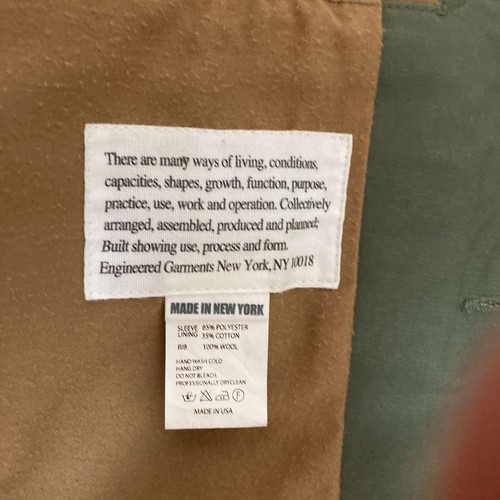 There are many ways of living, conditions,
capacities, shapes, growth, function, purpose,
practice, use, work and operation. Collectively
arranged, assembled, produced and planned;
Built showing use, process and form.
Engineered Garments New York, NY 10018
MADE IN NEW YORK
SLEEVE 65% POLYESTER
LINING 35% COTTON
RIB 100% WOOL
HAND WASH COLD
HANG DRY
DO NOT BLEACH
PROFESSIONALLY DRYCLEAN
F
MADE IN USA